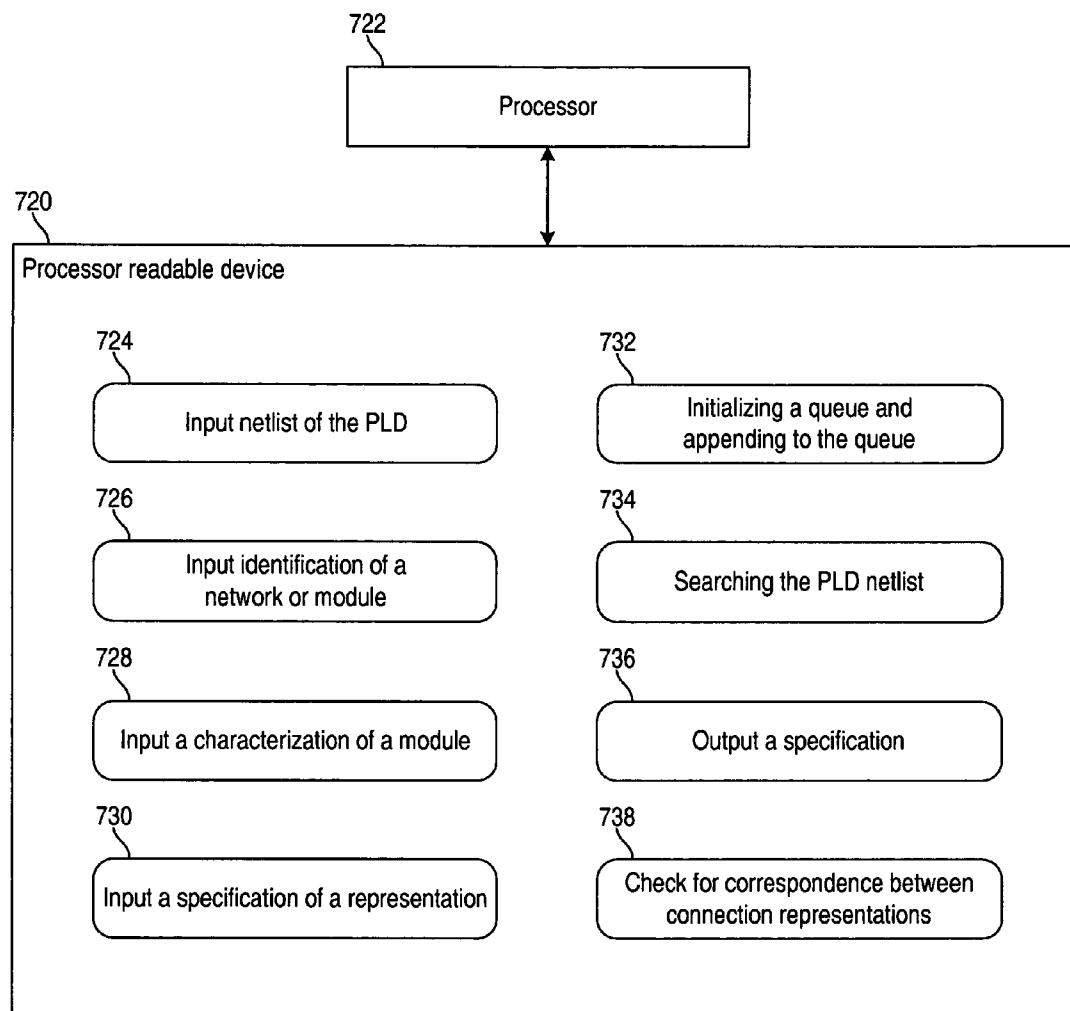 722
Processor
720
Processor readable device
724
Input netlist of the PLD
726
Input identification of a
network or module
728
Input a characterization of a module
730
Input a specification of a representation
732
Initializing a queue and
appending to the queue
734
Searching the PLD netlist
736
Output a specification
738
Check for correspondence between
connection representations